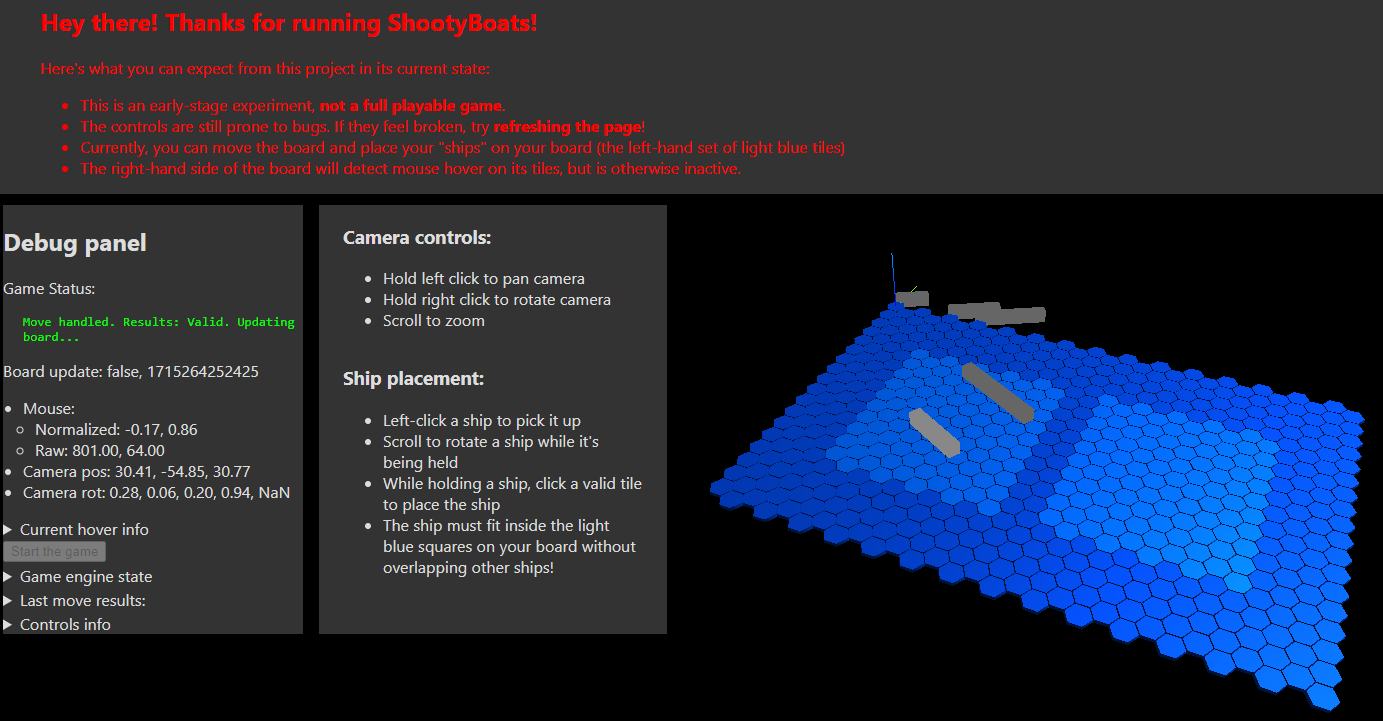 Hey there! Thanks for running ShootyBoats!
Here's what you can expect from this project in its current state:
• This is an early-stage experiment, not a full playable game.
• The controls are still prone to bugs. If they feel broken, try refreshing the page!
• Currently, you can move the board and place your "ships" on your board (the left-hand set of light blue tiles)
• The right-hand side of the board will detect mouse hover on its tiles, but is otherwise inactive.
Debug panel
Game Status:
Move handled. Results: Valid. Updating
board...
Board update: false, 1715264252425
• Mouse:
○ Normalized: -0.17, 0.86
○ Raw: 801.00, 64.00
• Camera pos: 30.41, -54.85, 30.77
• Camera rot: 0.28, 0.06, 0.20, 0.94, NaN
▶ Current hover info
Start the game
▶ Game engine state
▶ Last move results:
▶ Controls info
Camera controls:
• Hold left click to pan camera
• Hold right click to rotate camera
• Scroll to zoom
Ship placement:
• Left-click a ship to pick it up
• Scroll to rotate a ship while it's
being held
• While holding a ship, click a valid tile
to place the ship
• The ship must fit inside the light
blue squares on your board without
overlapping other ships!